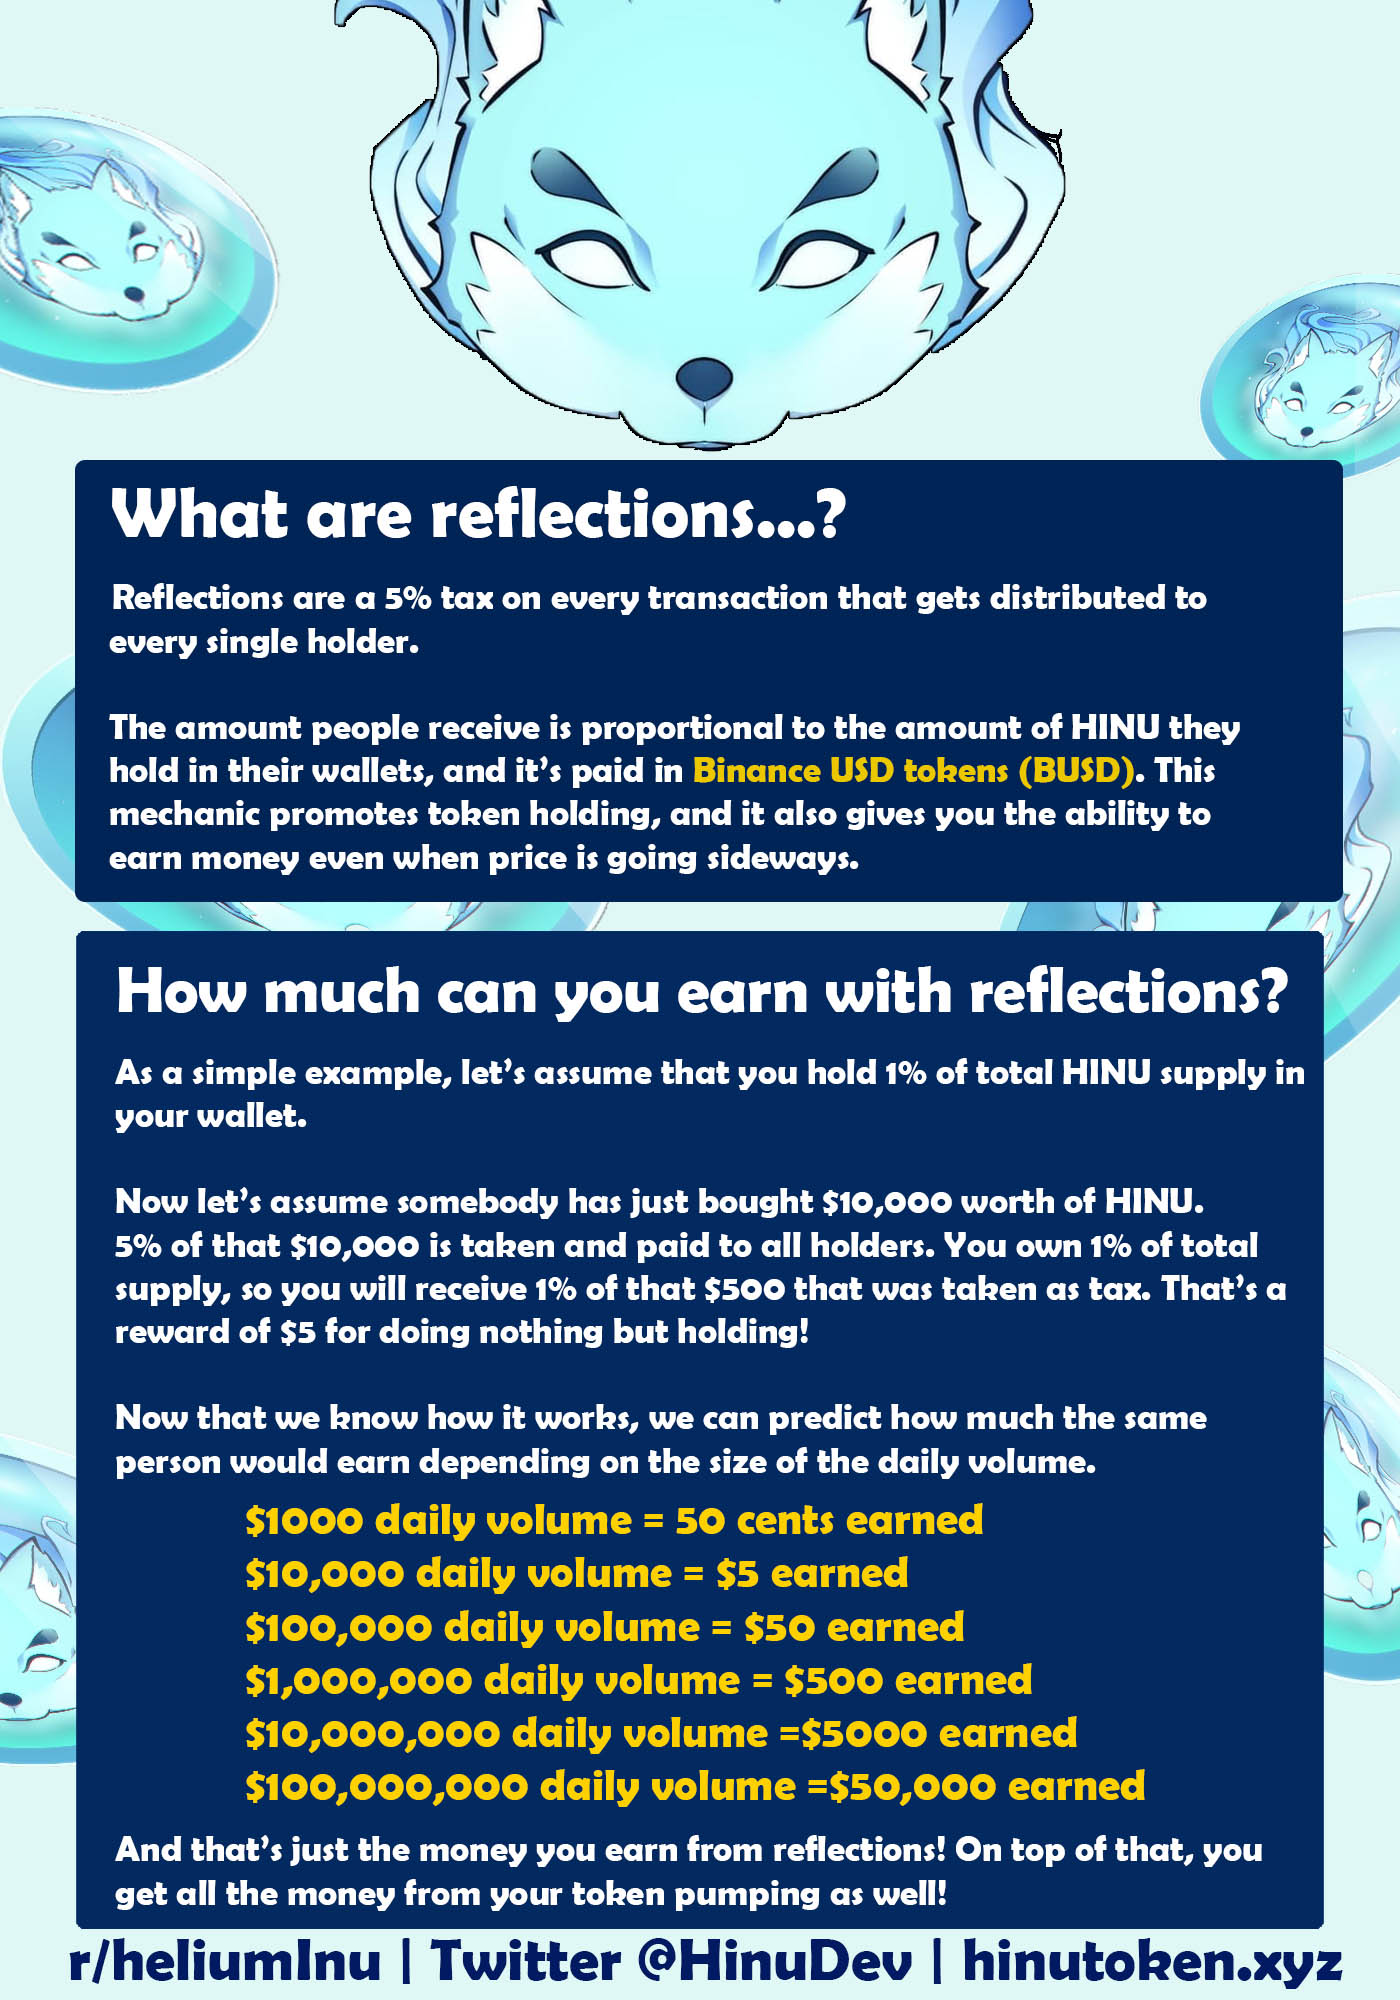 What are reflections...?
Reflections are a 5% tax on every transaction that gets distributed to
every single holder.
The amount people receive is proportional to the amount of HINU they
hold in their wallets, and it's paid in Binance USD tokens (BUSD). This
mechanic promotes token holding, and it also gives you the ability to
earn money even when price is going sideways.
How much can you earn with reflections?
As a simple example, let's assume that you hold 1% of total HINU supply in
your wallet.
Now let's assume somebody has just bought $10,000 worth of HINU.
5% of that $10,000 is taken and paid to all holders. You own 1% of total
supply, so you will receive 1% of that $500 that was taken as tax. That's a
reward of $5 for doing nothing but holding!
Now that we know how it works, we can predict how much the same
person would earn depending on the size of the daily volume.
$1000 daily volume = 50 cents earned
$10,000 daily volume = $5 earned
$100,000 daily volume = $50 earned
$1,000,000 daily volume = $500 earned
$10,000,000 daily volume =$5000 earned
$100,000,000 daily volume =$50,000 earned
And that's just the money you earn from reflections! On top of that, you
get all the money from your token pumping as well!
r/heliumInu | Twitter @HinuDev | hinutoken.xyz